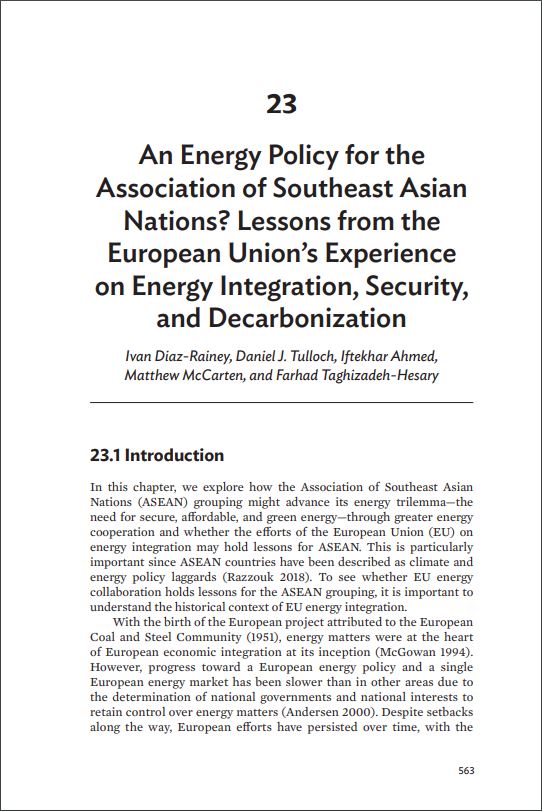 23
An Energy Policy for the
Association of Southeast Asian
Nations? Lessons from the
European Union’s Experience
on Energy Integration, Security,
and Decarbonization
Ivan Diaz-Rainey, Daniel J. Tulloch, Iftekhar Ahmed,
Matthew McCarten, and Farhad Taghizadeh-Hesary
23.1 Introduction
In this chapter, we explore how the Association of Southeast Asian
Nations (ASEAN) grouping might advance its energy trilemma—the
need for secure, affordable, and green energy—through greater energy
cooperation and whether the efforts of the European Union (EU) on
energy integration may hold lessons for ASEAN. This is particularly
important since ASEAN countries have been described as climate and
energy policy laggards (Razzouk 2018). To see whether EU energy
collaboration holds lessons for the ASEAN grouping, it is important to
understand the historical context of EU energy integration.
With the birth of the European project attributed to the European
Coal and Steel Community (1951), energy matters were at the heart
of European economic integration at its inception (McGowan 1994).
However, progress toward a European energy policy and a single
European energy market has been slower than in other areas due to
the determination of national governments and national interests to
retain control over energy matters (Andersen 2000). Despite setbacks
along the way, European efforts have persisted over time, with the
563